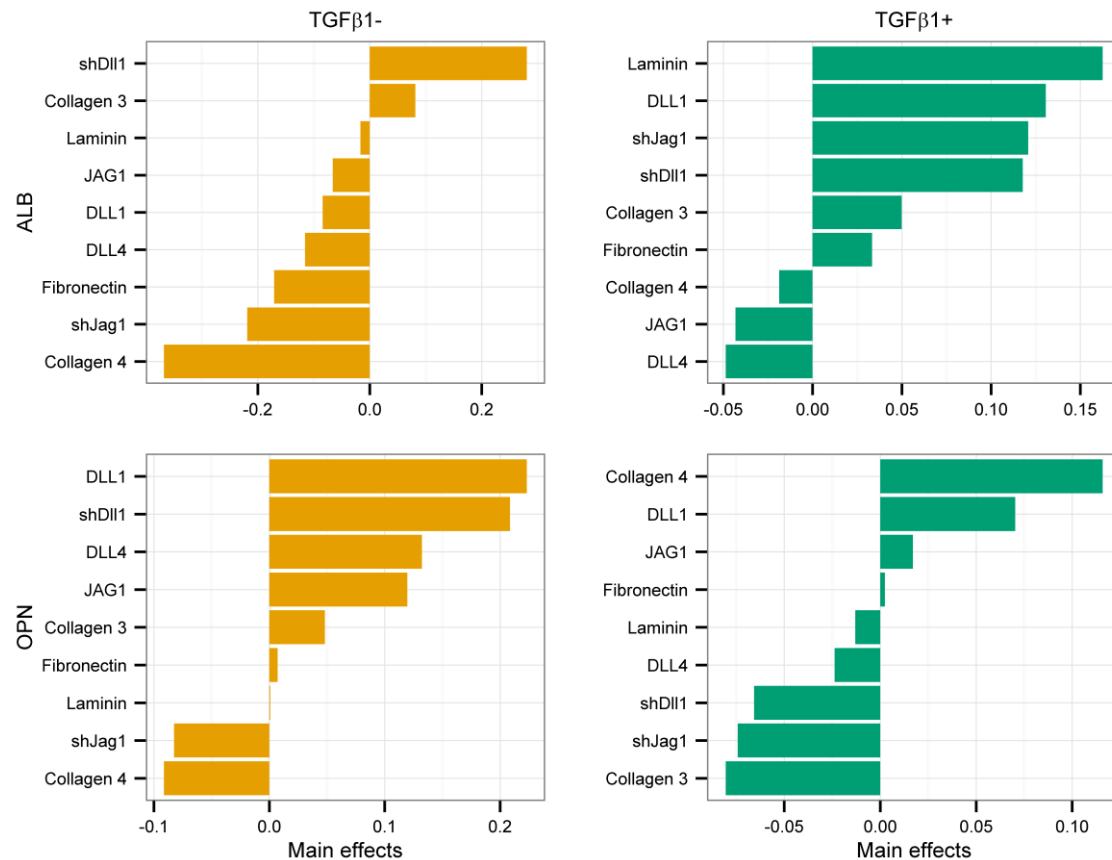 TGFβ1-
TGFβ1+
ALB
shDll1
Collagen 3
Laminin
JAG1
DLL1
DLL4
Fibronectin
shJag1
Collagen 4
-0.2
0.0
0.2
Laminin
DLL1
shJag1
shDll1
Collagen 3
Fibronectin
Collagen 4
JAG1
DLL4
-0.05
0.00
0.05
0.10
0.15
OPN
DLL1
shDll1
DLL4
JAG1
Collagen 3
Fibronectin
Laminin
shJag1
Collagen 4
-0.1
0.0
0.1
0.2
Main effects
Collagen 4
DLL1
JAG1
Fibronectin
Laminin
DLL4
shDll1
shJag1
Collagen 3
-0.05
0.00
0.05
0.10
Main effects